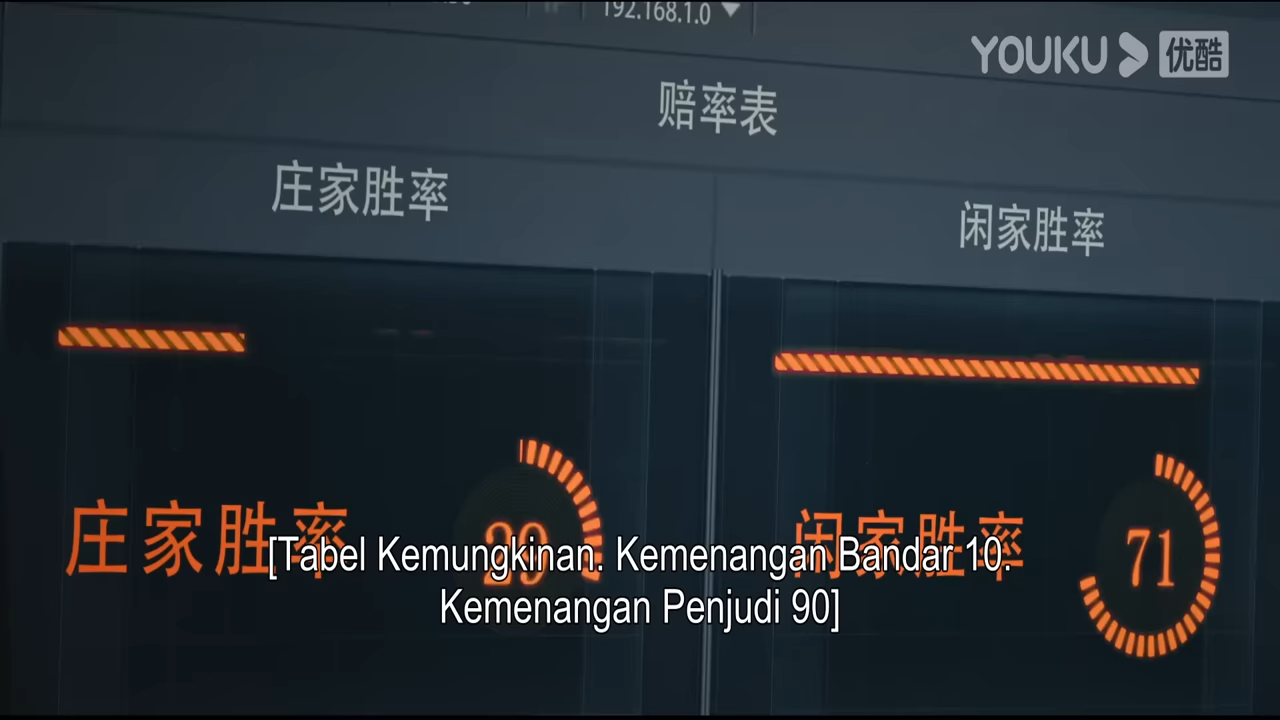 192.168.1.0
YOUKU 优酷
赔率表
庄家胜率
闲家胜率
庄家胜率 29
闲家胜率 71
[Tabel Kemungkinan. Kemenangan Bandar 10.
Kemenangan Penjudi 90]